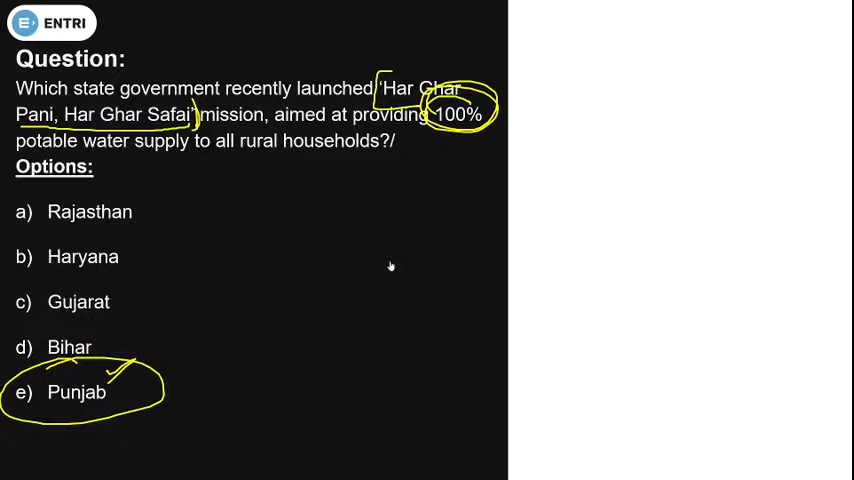 ENTRI
Question:
Which state government recently launched ‘Har Ghar
Pani, Har Ghar Safai’ mission, aimed at providing 100%
potable water supply to all rural households?/
Options:
a) Rajasthan
b) Haryana
c) Gujarat
d) Bihar
e) Punjab